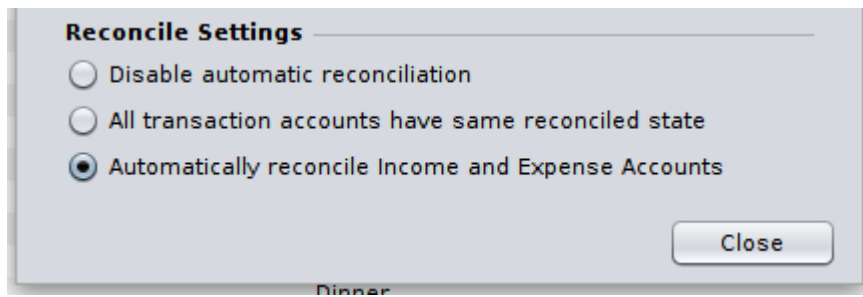 Reconcile Settings
Disable automatic reconciliation
All transaction accounts have same reconciled state
Automatically reconcile Income and Expense Accounts
Close
Dinner